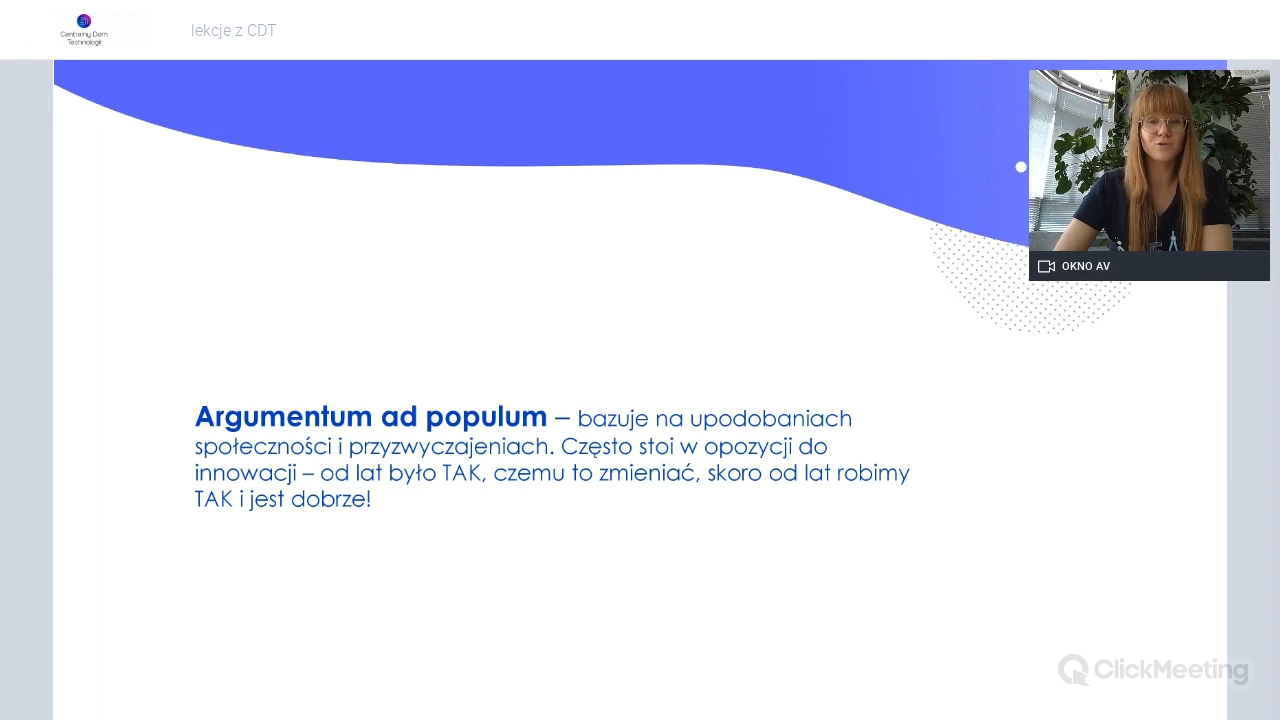 Centralny Dom
Technologii
lekcje z CDT
OKNO AV
Argumentum ad populum – bazuje na upodobaniach
społeczności i przyzwyczajeniach. Często stoi w opozycji do
innowacji – od lat było TAK, czemu to zmieniać, skoro od lat robimy
TAK i jest dobrze!
ClickMeeting